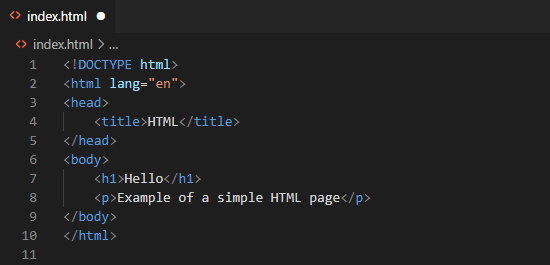 index.html
index.html > ...
1 <!DOCTYPE html>
2 <html lang="en">
3 <head>
4     <title>HTML</title>
5 </head>
6 <body>
7     <h1>Hello</h1>
8     <p>Example of a simple HTML page</p>
9 </body>
10 </html>
11